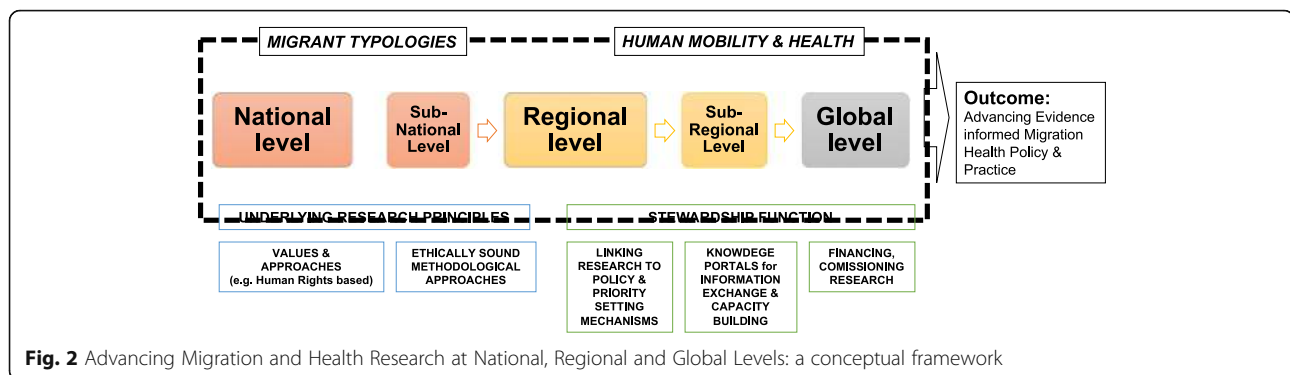 MIGRANT TYPOLOGIES
HUMAN MOBILITY & HEALTH
National
level
Sub-
National
Level
Regional
level
Sub-
Regional
Level
Global
level
Outcome:
Advancing Evidence
informed Migration
Health Policy &
Practice
UNDERLYING RESEARCH PRINCIPLES
STEWARDSHIP FUNCTION
VALUES &
APPROACHES
(e.g. Human Rights based)
ETHICALLY SOUND
METHODOLOGICAL
APPROACHES
LINKING
RESEARCH TO
POLICY &
PRIORITY
SETTING
MECHANISMS
KNOWDEGE
PORTALS for
INFORMATION
EXCHANGE &
CAPACITY
BUILDING
FINANCING,
COMISSIONING
RESEARCH
Fig. 2 Advancing Migration and Health Research at National, Regional and Global Levels: a conceptual framework